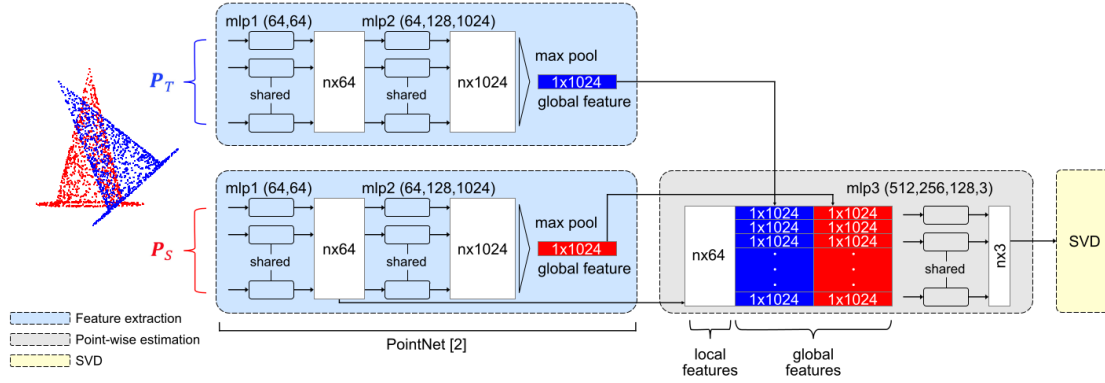 mlp1 (64,64) mlp2 (64,128,1024)
P_T
shared
nx64
shared
nx1024
max pool
1x1024
global feature
mlp1 (64,64) mlp2 (64,128,1024)
P_S
shared
nx64
shared
nx1024
max pool
1x1024
global feature
mlp3 (512,256,128,3)
nx64
1x1024 1x1024
1x1024 1x1024
1x1024 1x1024
1x1024 1x1024
shared
nx3
SVD
Feature extraction
Point-wise estimation
SVD
PointNet [2]
local
features
global
features